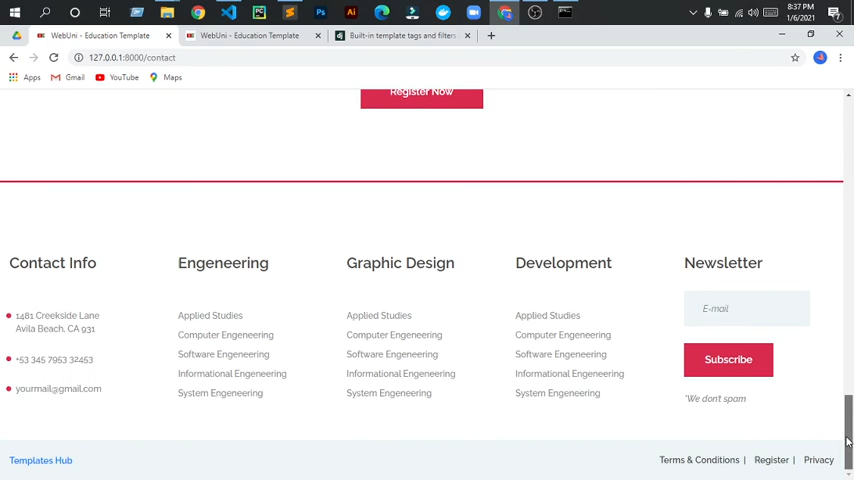 8:37 PM
1/6/2021
WebUni - Education Template
WebUni - Education Template
Built-in template tags and filters
127.0.0.1:8000/contact
Apps
Gmail
YouTube
Maps
Register Now
Contact Info
1481 Creekside Lane
Avila Beach, CA 931
+53 345 7953 32453
yourmail@gmail.com
Engeneering
Applied Studies
Computer Engeneering
Software Engeneering
Informational Engeneering
System Engeneering
Graphic Design
Applied Studies
Computer Engeneering
Software Engeneering
Informational Engeneering
System Engeneering
Development
Applied Studies
Computer Engeneering
Software Engeneering
Informational Engeneering
System Engeneering
Newsletter
E-mail
Subscribe
*We don't spam
Templates Hub
Terms & Conditions | Register | Privacy